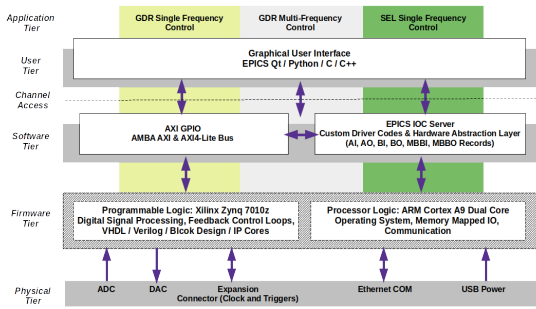 Application
Tier
GDR Single Frequency
Control
GDR Multi-Frequency
Control
SEL Single Frequency
Control
User
Tier
Graphical User Interface
EPICS Qt / Python / C / C++
Channel
Access
Software
Tier
AXI GPIO
AMBA AXI & AXI4-Lite Bus
EPICS IOC Server
Custom Driver Codes & Hardware Abstraction Layer
(AI, AO, BI, BO, MBBI, MBBO Records)
Firmware
Tier
Programmable Logic: Xilinx Zynq 7010z
Digital Signal Processing, Feedback Control Loops,
VHDL / Verilog / Blcok Design / IP Cores
Processor Logic: ARM Cortex A9 Dual Core
Operating System, Memory Mapped IO,
Communication
Physical
Tier
ADC
DAC
Expansion
Connector (Clock and Triggers)
Ethernet COM
USB Power